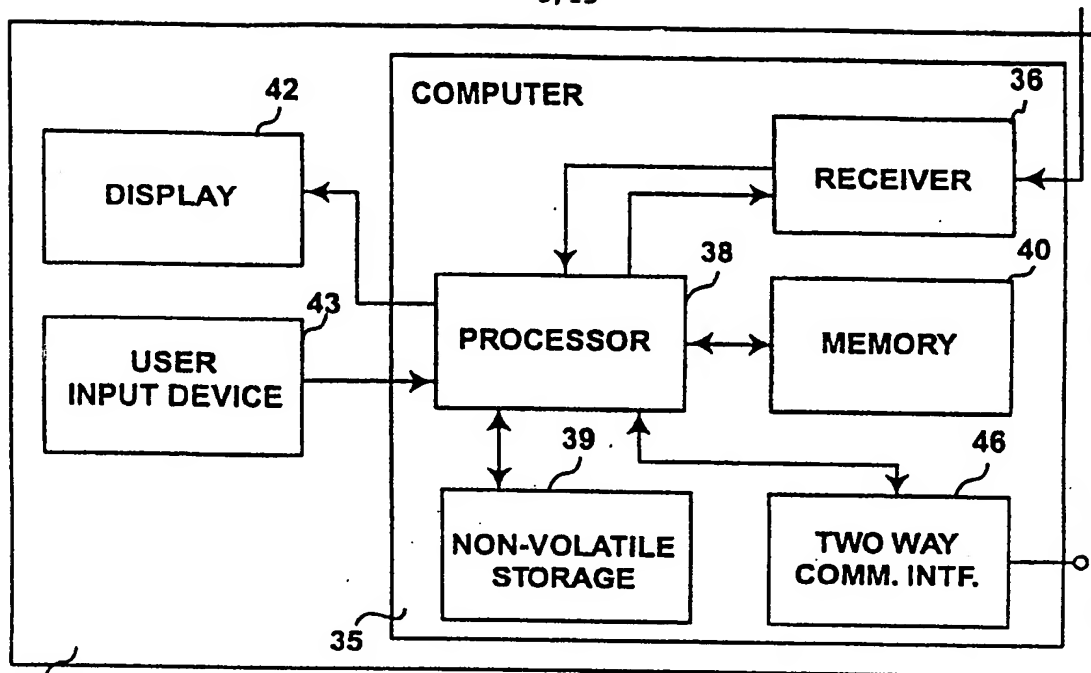 42
COMPUTER
36
DISPLAY
RECEIVER
43
38
40
USER
INPUT DEVICE
PROCESSOR
MEMORY
39
46
NON-VOLATILE
STORAGE
TWO WAY
COMM. INTF.
35